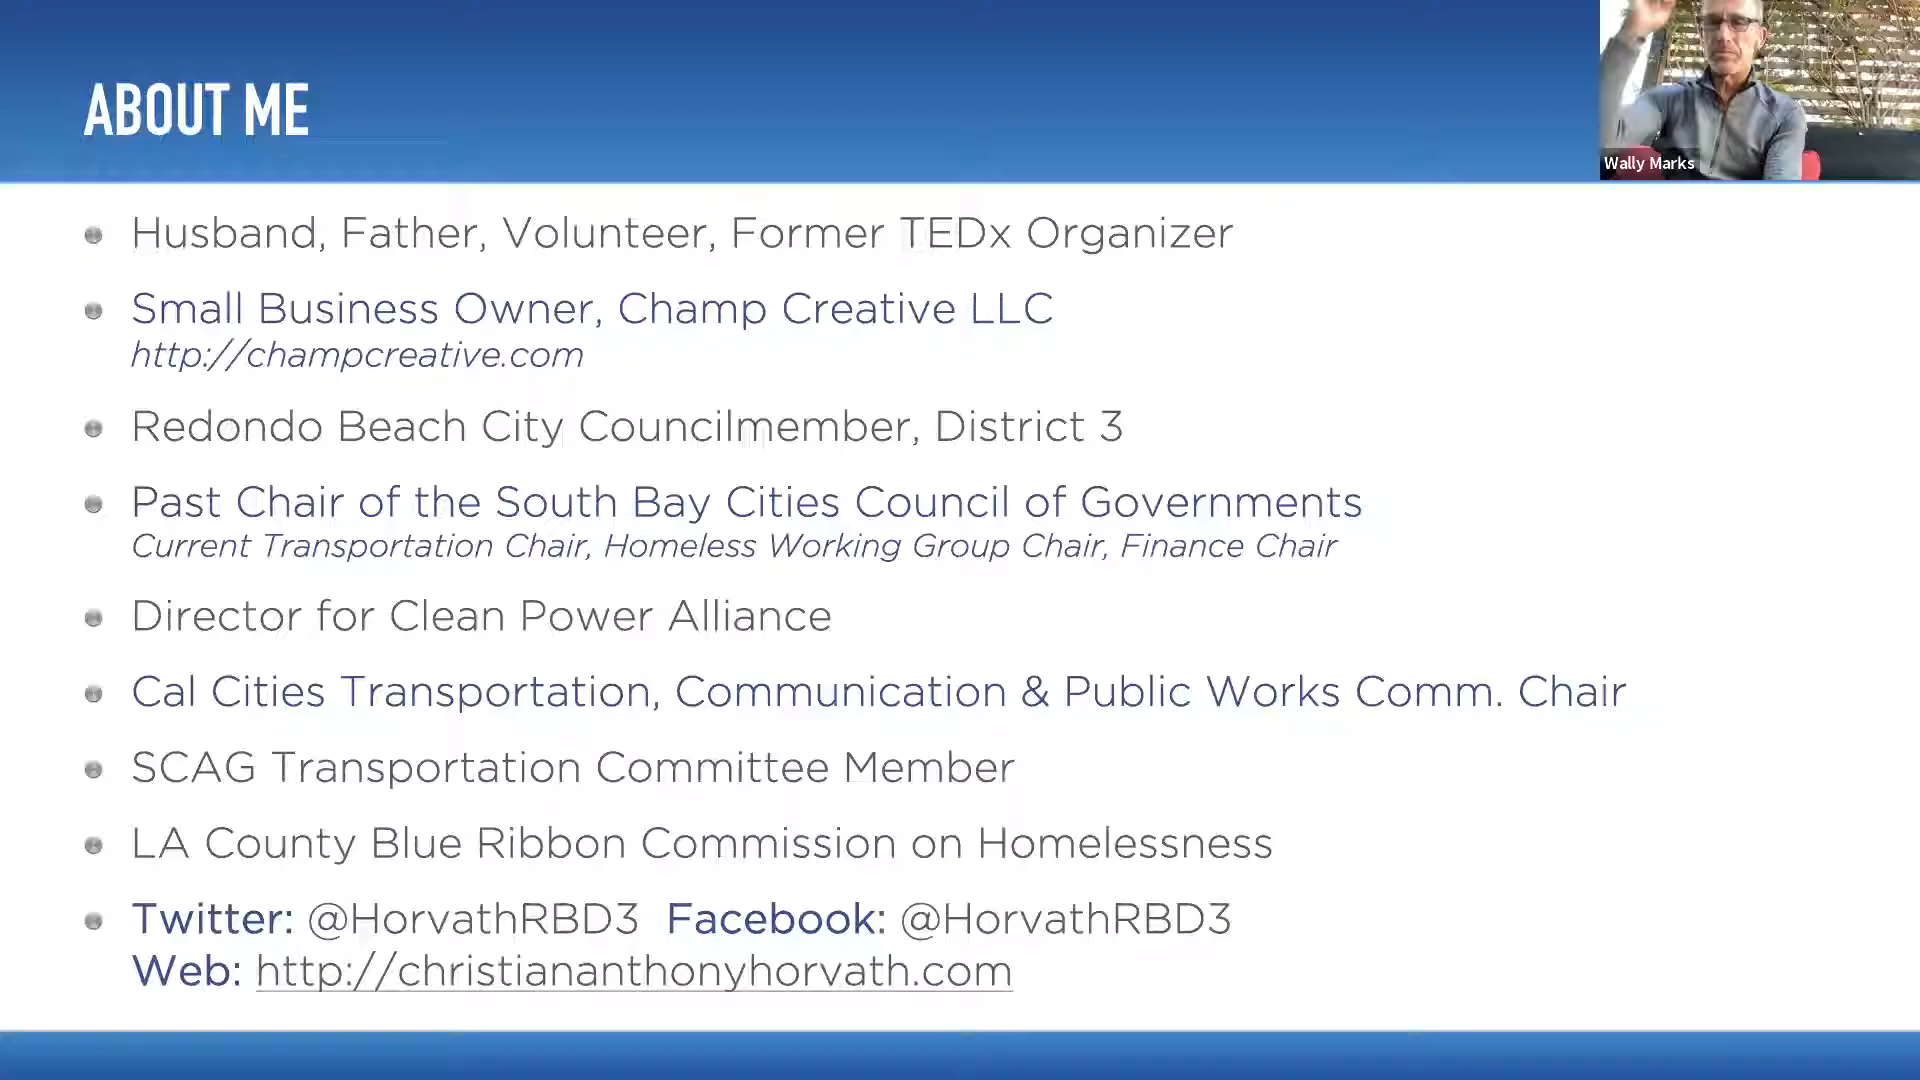 ABOUT ME
Wally Marks
Husband, Father, Volunteer, Former TEDx Organizer
Small Business Owner, Champ Creative LLC
http://champcreative.com
Redondo Beach City Councilmember, District 3
Past Chair of the South Bay Cities Council of Governments
Current Transportation Chair, Homeless Working Group Chair, Finance Chair
Director for Clean Power Alliance
Cal Cities Transportation, Communication & Public Works Comm. Chair
SCAG Transportation Committee Member
LA County Blue Ribbon Commission on Homelessness
Twitter: @HorvathRBD3 Facebook: @HorvathRBD3
Web: http://christiananthonyhorvath.com